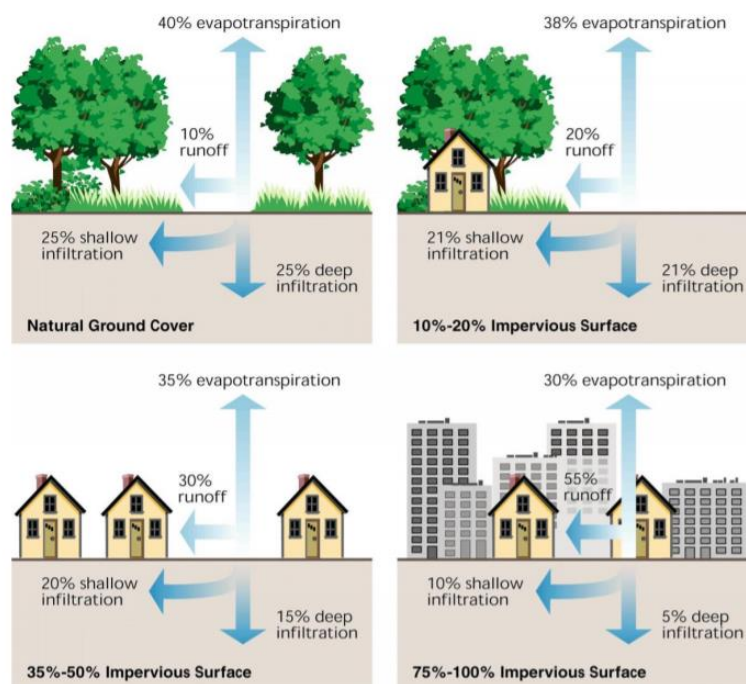 40% evapotranspiration
10%
runoff
25% shallow
infiltration
25% deep
infiltration
Natural Ground Cover
38% evapotranspiration
20%
runoff
21% shallow
infiltration
21% deep
infiltration
10%-20% Impervious Surface
35% evapotranspiration
30%
runoff
20% shallow
infiltration
15% deep
infiltration
35%-50% Impervious Surface
30% evapotranspiration
55%
runoff
10% shallow
infiltration
5% deep
infiltration
75%-100% Impervious Surface